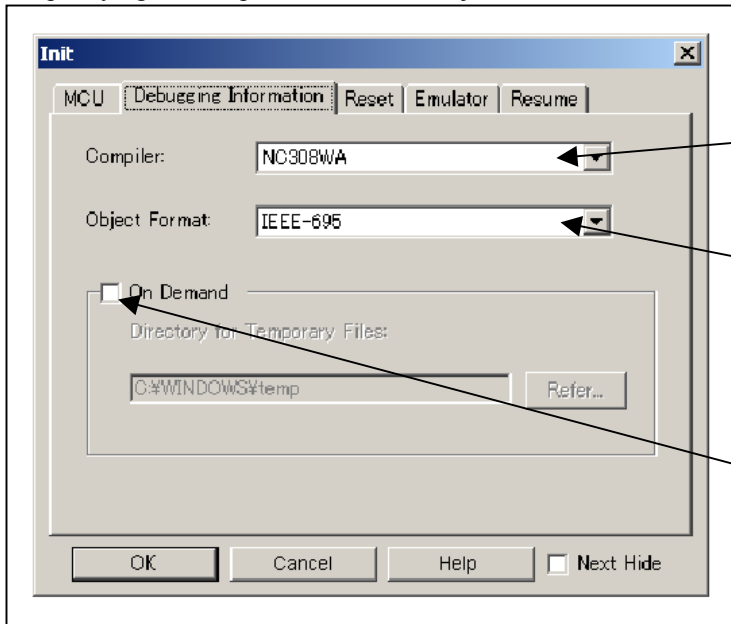 Init
MCU Debugging Information Reset Emulator Resume
Compiler: NC308WA
Object Format: IEEE-695
On Demand
Directory for Temporary Files:
C:¥WINDOWS¥temp Refer...
OK Cancel Help Next Hide